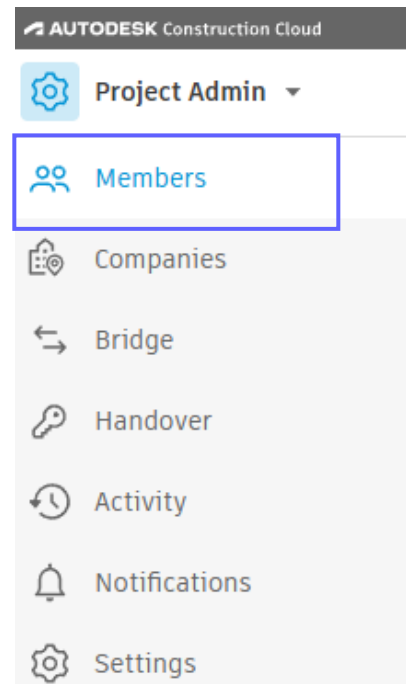 AUTODESK Construction Cloud
Project Admin
Members
Companies
Bridge
Handover
Activity
Notifications
Settings